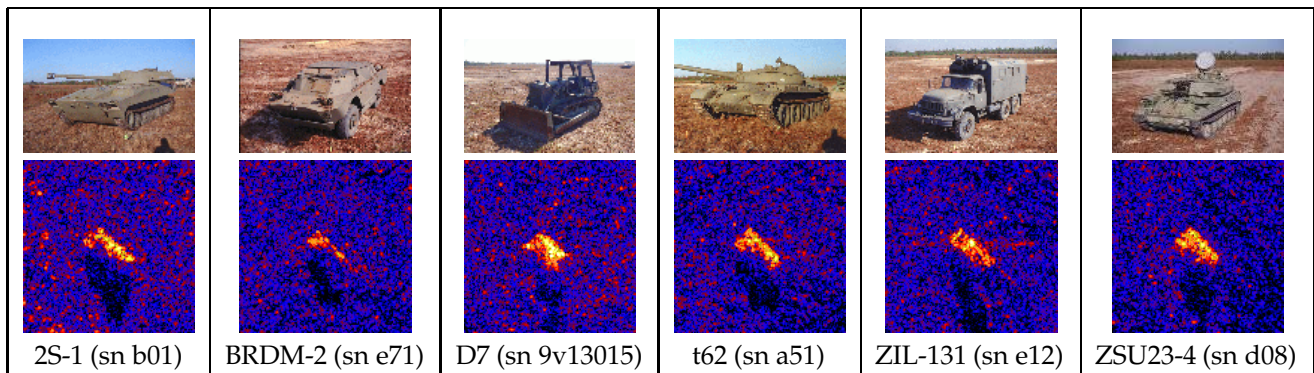 2S-1 (sn b01) BRDM-2 (sn e71) D7 (sn 9v13015) t62 (sn a51) ZIL-131 (sn e12) ZSU23-4 (sn d08)